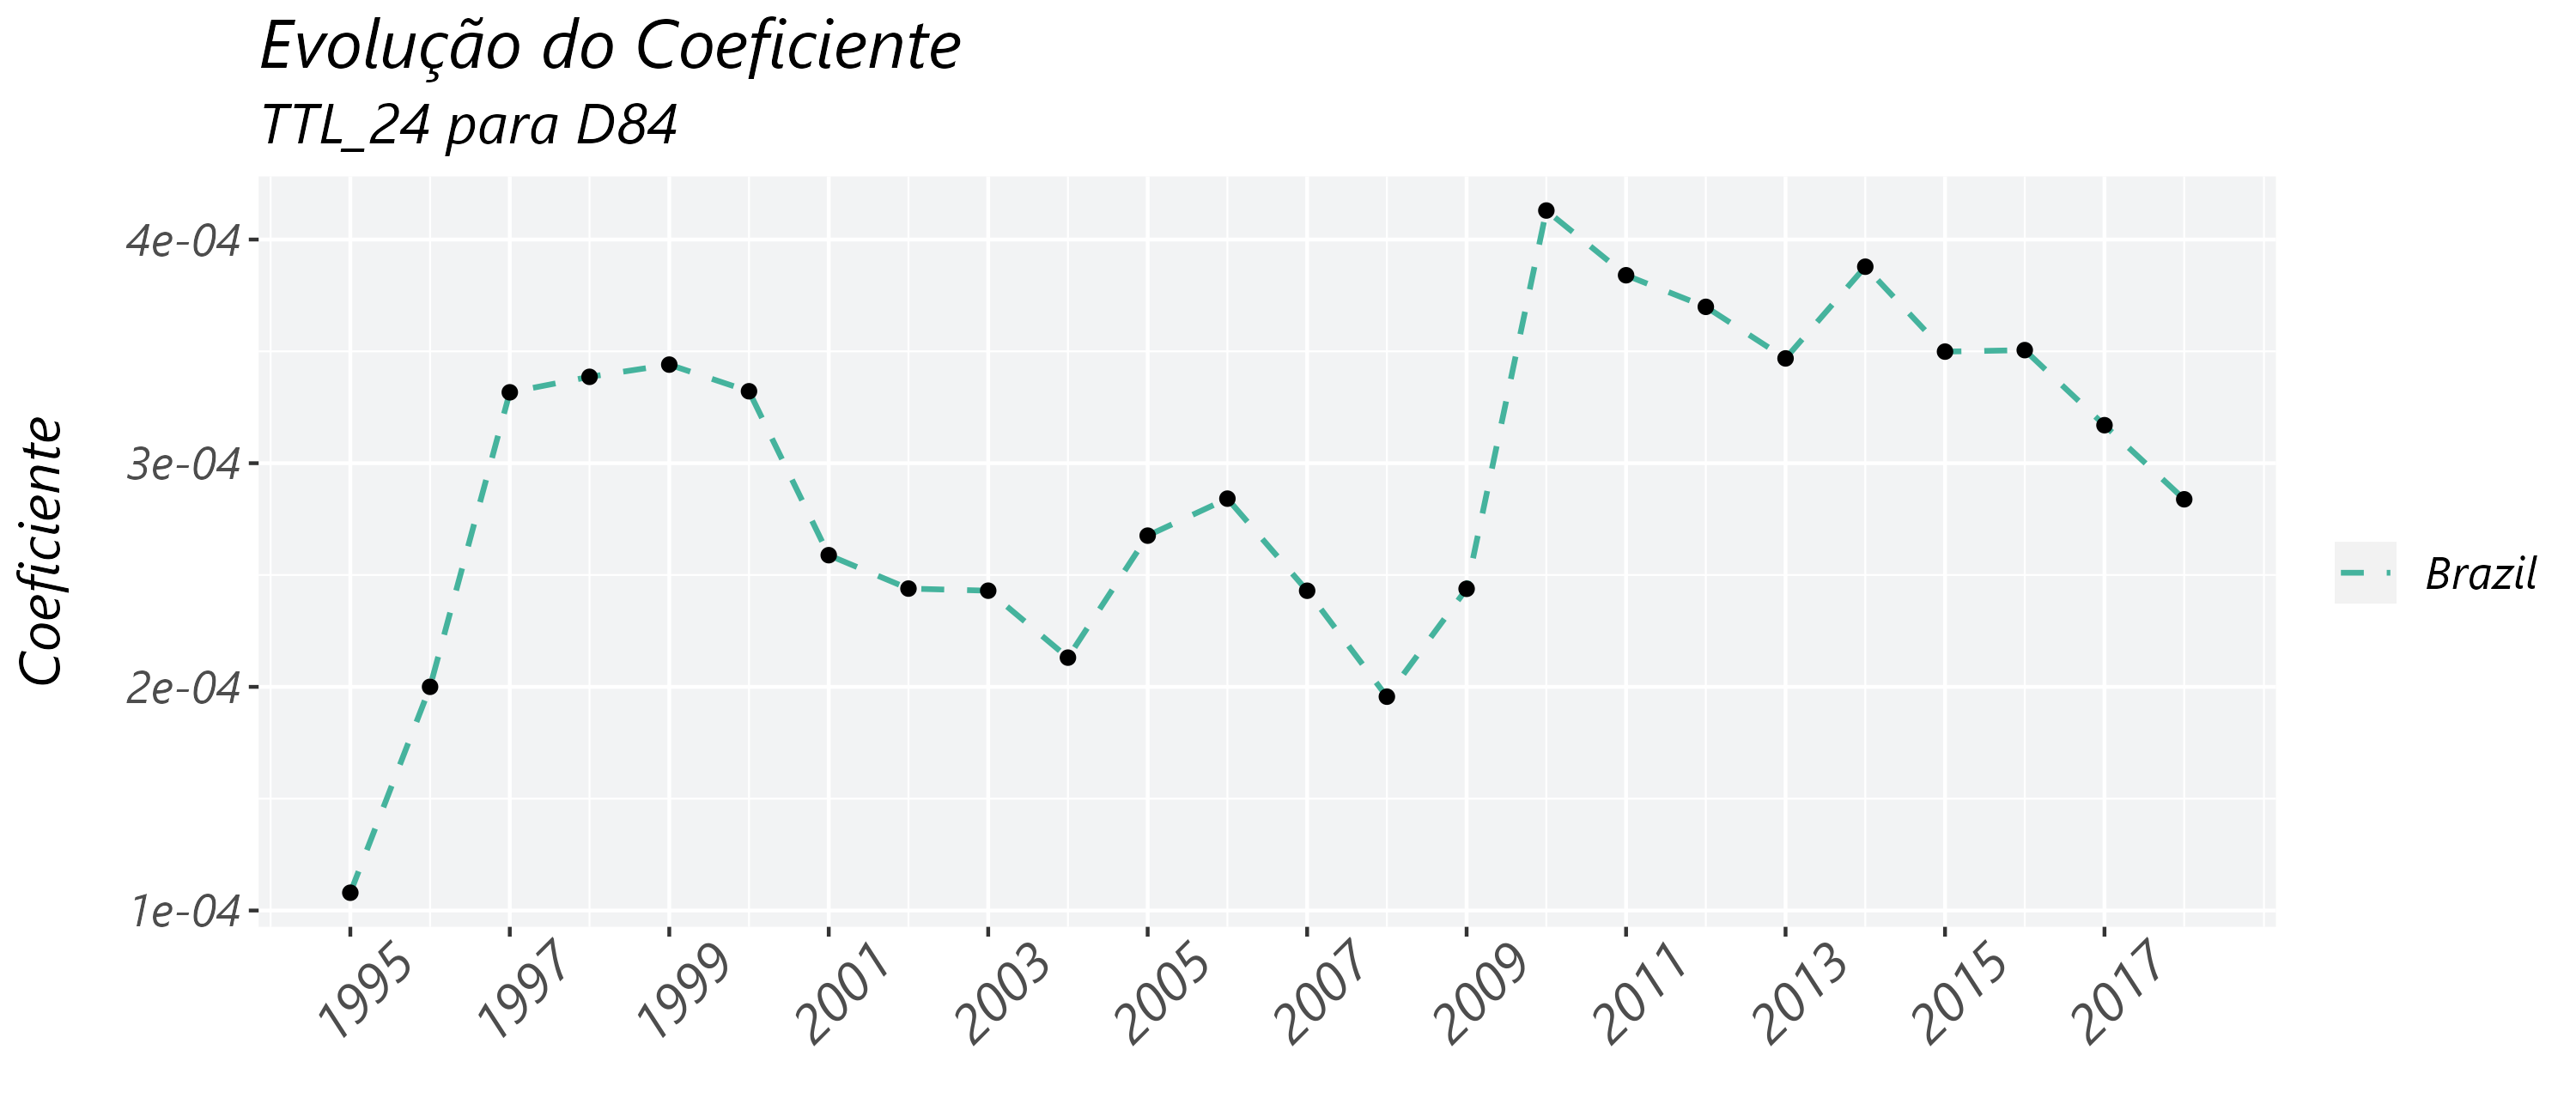 Evolução do Coeficiente
TTL_24 para D84
Coeficiente
4e-04
3e-04
2e-04
1e-04
1995
1997
1999
2001
2003
2005
2007
2009
2011
2013
2015
2017
Brazil